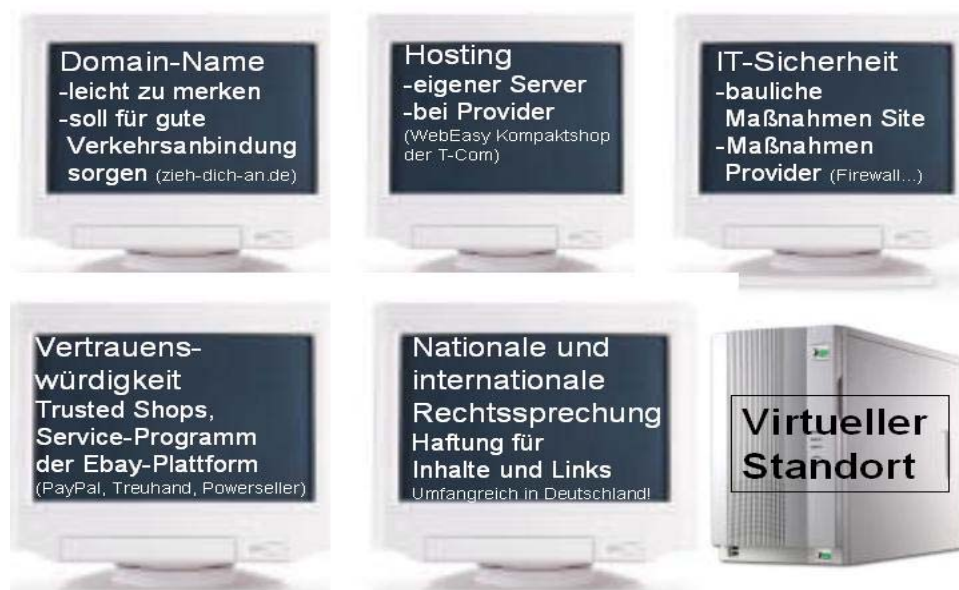 Domain-Name
-leicht zu merken
-soll für gute
Verkehrsanbindung
sorgen (zieh-dich-an.de)
Hosting
-eigener Server
-bei Provider
(WebEasy Kompaktshop
der T-Com)
IT-Sicherheit
-bauliche
Maßnahmen Site
-Maßnahmen
Provider (Firewall...)
Vertrauens-
würdigkeit
Trusted Shops,
Service-Programm
der Ebay-Plattform
(PayPal, Treuhand, Powerseller)
Nationale und
internationale
Rechtssprechung
Haftung für
Inhalte und Links
Umfangreich in Deutschland!
Virtueller
Standort